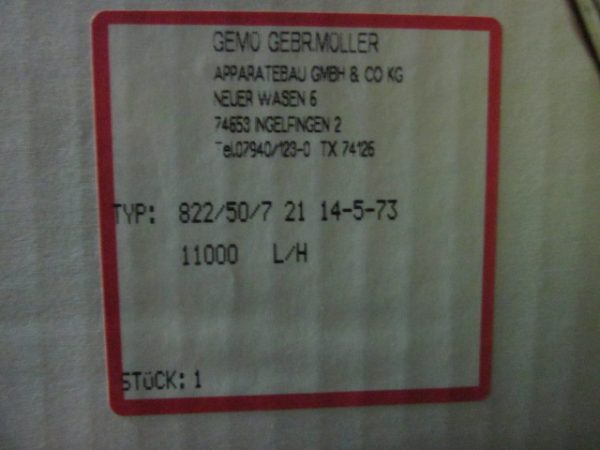 GEMÜ GEBR.MÜLLER
APPARATEBAU GMBH & CO KG
NEUER WASEN 6
74653 INGELFINGEN 2
Tel.07940/123-0 TX 74126
TYP: 822/50/7 21 14-5-73
11000 L/H
STÜCK: 1